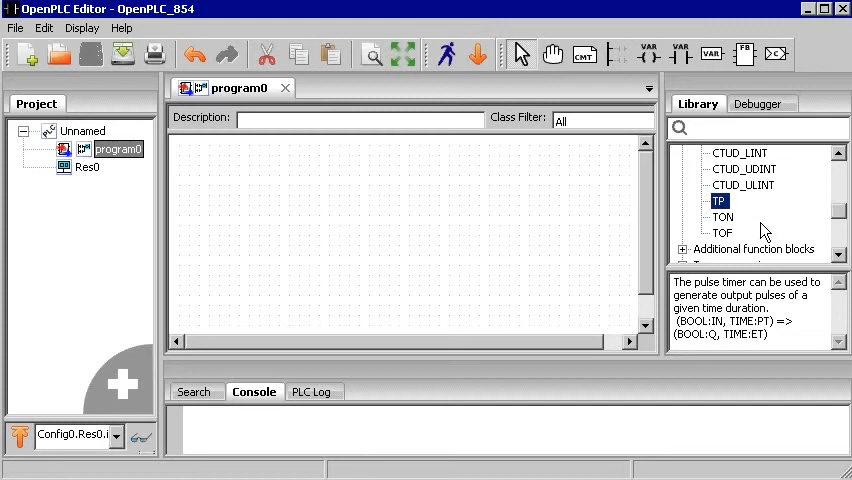 OpenPLC Editor - OpenPLC_854
File Edit Display Help
CMT VAR VAR VAR FB C
Project
Unnamed
program0
Res0
Config0.Res0.i
program0
Description:
Class Filter: All
Library Debugger
CTUD_LINT
CTUD_UDINT
CTUD_ULINT
TP
TON
TOF
Additional function blocks
The pulse timer can be used to
generate output pulses of a
given time duration.
(BOOL:IN, TIME:PT) =>
(BOOL:Q, TIME:ET)
Search Console PLC Log